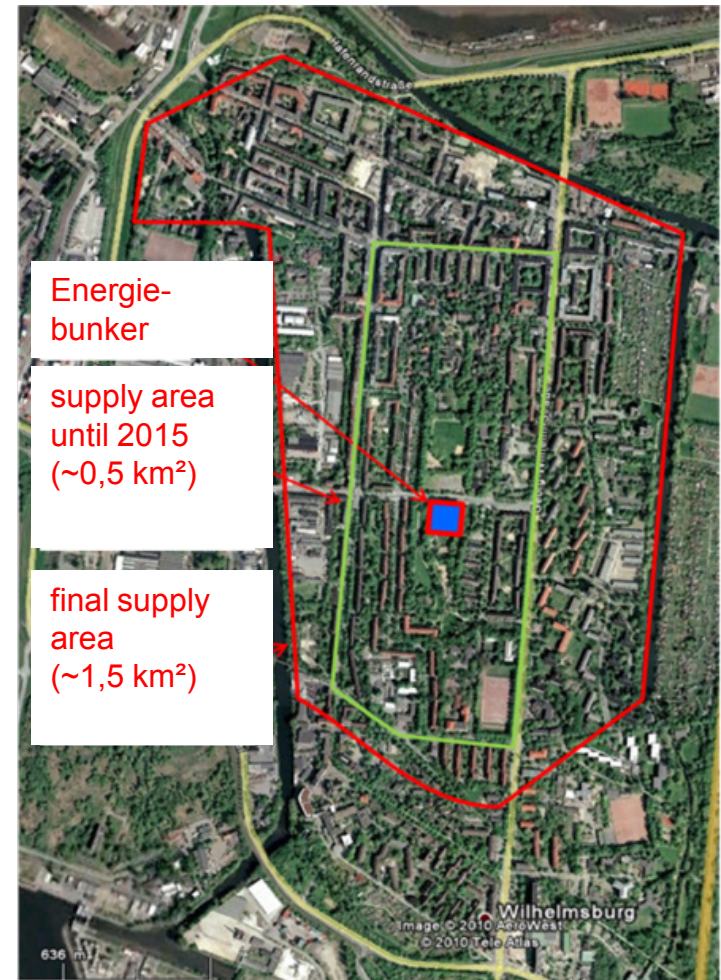 Hafenrandstraße
Energie-
bunker
supply area
until 2015
(~0,5 km²)
final supply
area
(~1,5 km²)
Wilhelmsburg
Image © 2010 AeroWest
© 2010 Tele Atlas
636 m